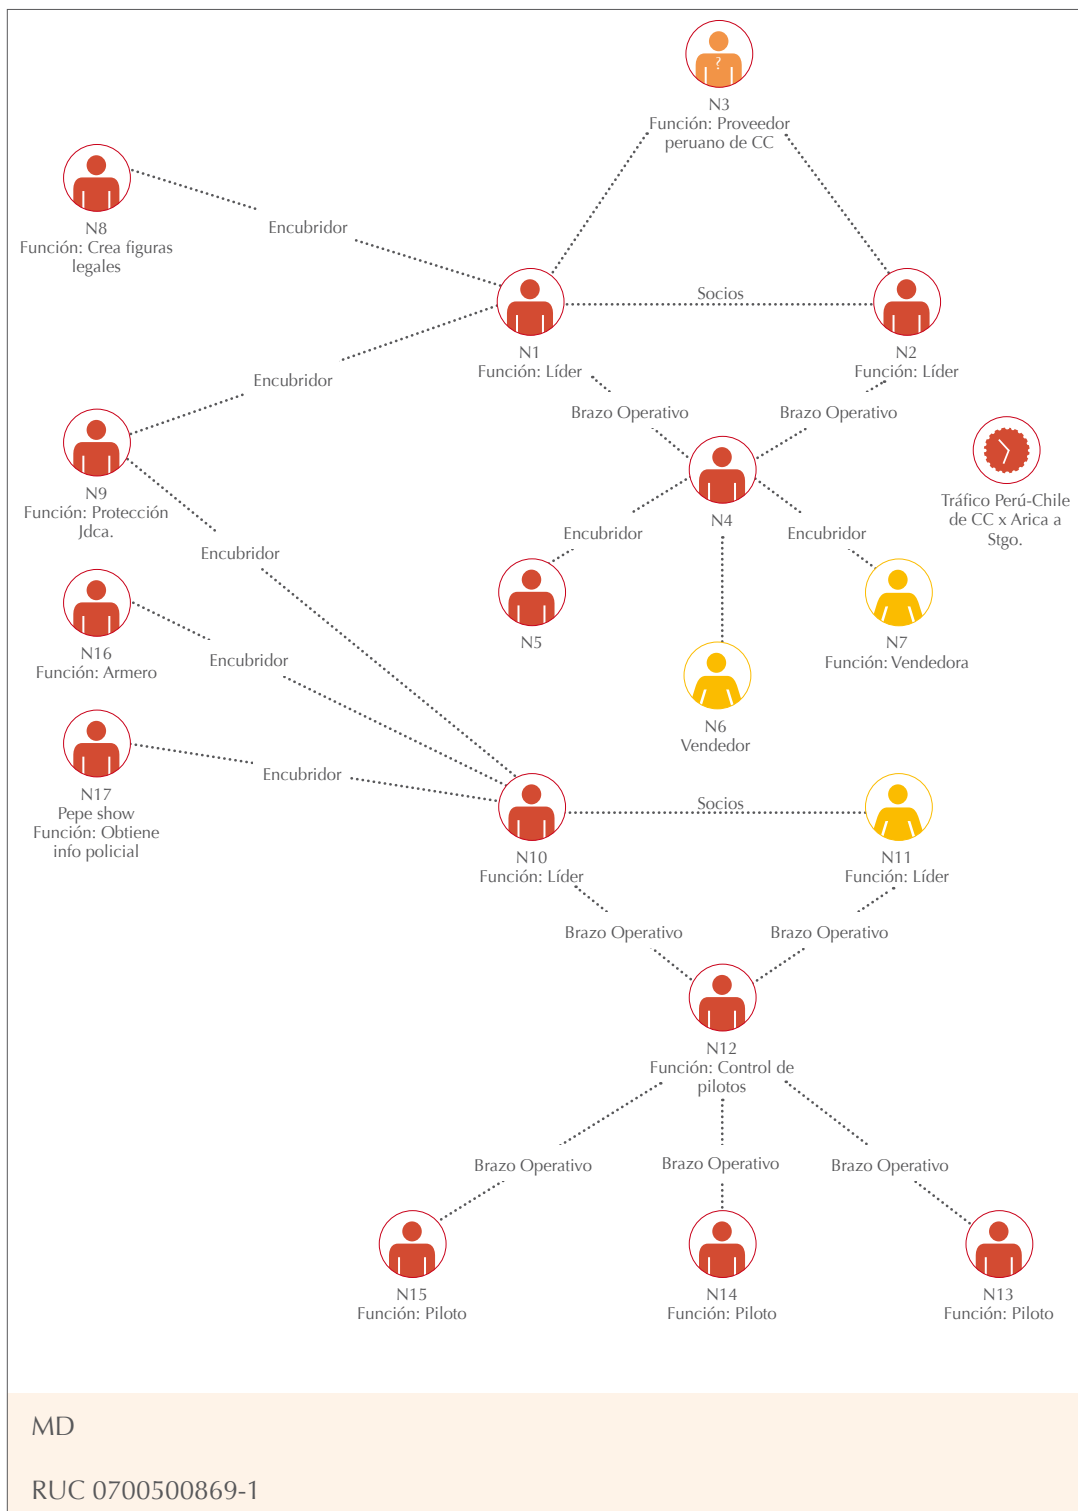 ?
N3
Función: Proveedor
peruano de CC
N8
Función: Crea figuras
legales
Encubridor
Socios
N1
Función: Líder
N2
Función: Líder
Encubridor
Brazo Operativo
Brazo Operativo
N9
Función: Protección
Jdca.
N4
Tráfico Perú-Chile
de CC x Arica a
Stgo.
Encubridor
Encubridor
Encubridor
N5
N7
Función: Vendedora
N16
Función: Armero
Encubridor
N6
Vendedor
N17
Pepe show
Función: Obtiene
info policial
Encubridor
Socios
N10
Función: Líder
N11
Función: Líder
Brazo Operativo
Brazo Operativo
N12
Función: Control de
pilotos
Brazo Operativo
Brazo Operativo
Brazo Operativo
N15
Función: Piloto
N14
Función: Piloto
N13
Función: Piloto
MD
RUC 0700500869-1